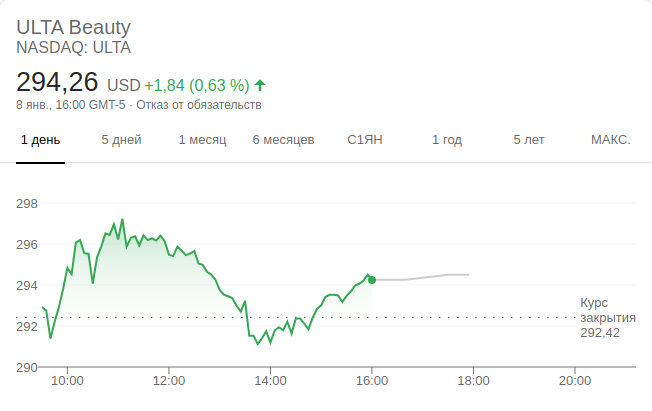 ULTA Beauty
NASDAQ: ULTA
294,26 USD +1,84 (0,63 %)
8 янв., 16:00 GMT-5 · Отказ от обязательств
1 день 5 дней 1 месяц 6 месяцев С1ЯН 1 год 5 лет МАКС.
298
296
294
Курс
закрытия
292,42
292
290
10:00 12:00 14:00 16:00 18:00 20:00